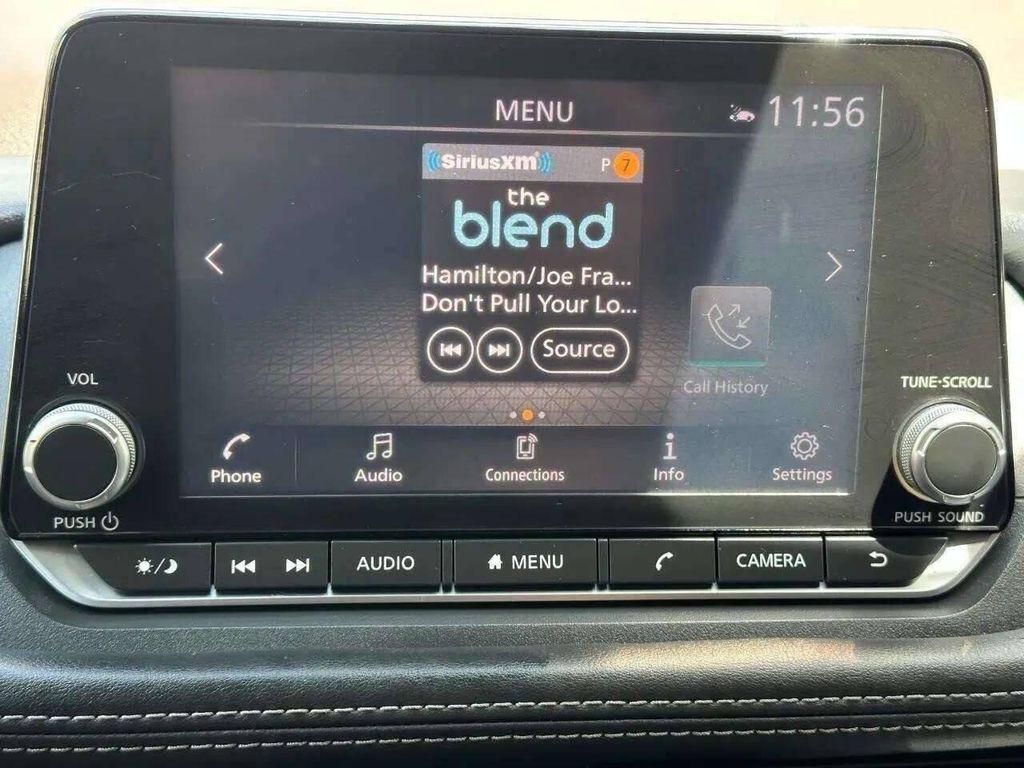 MENU
11:56
SiriusXm
P 7
the
blend
Hamilton/Joe Fra...
Don't Pull Your Lo...
Source
Call History
VOL
TUNE·SCROLL
Phone
Audio
Connections
Info
Settings
PUSH
PUSH SOUND
AUDIO
MENU
CAMERA